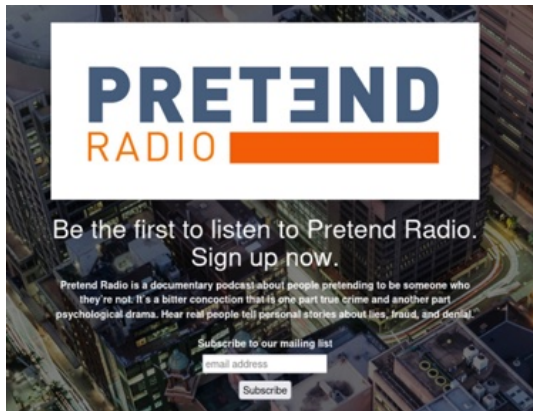 PRETEND
RADIO
Be the first to listen to Pretend Radio.
Sign up now.
Pretend Radio is a documentary podcast about people pretending to be someone who
they're not. It's a bitter concoction that is one part true crime and another part
psychological drama. Hear real people tell personal stories about lies, fraud, and denial.
Subscribe to our mailing list
email address
Subscribe